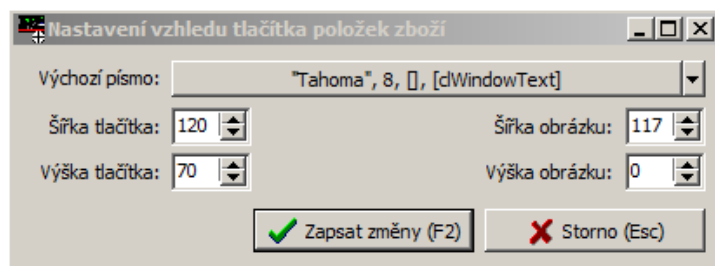 Nastavení vzhledu tlačítka položek zboží
Výchozí písmo: "Tahoma", 8, [], [clWindowText]
Šířka tlačítka: 120 Šířka obrázku: 117
Výška tlačítka: 70 Výška obrázku: 0
Zapsat změny (F2) Storno (Esc)